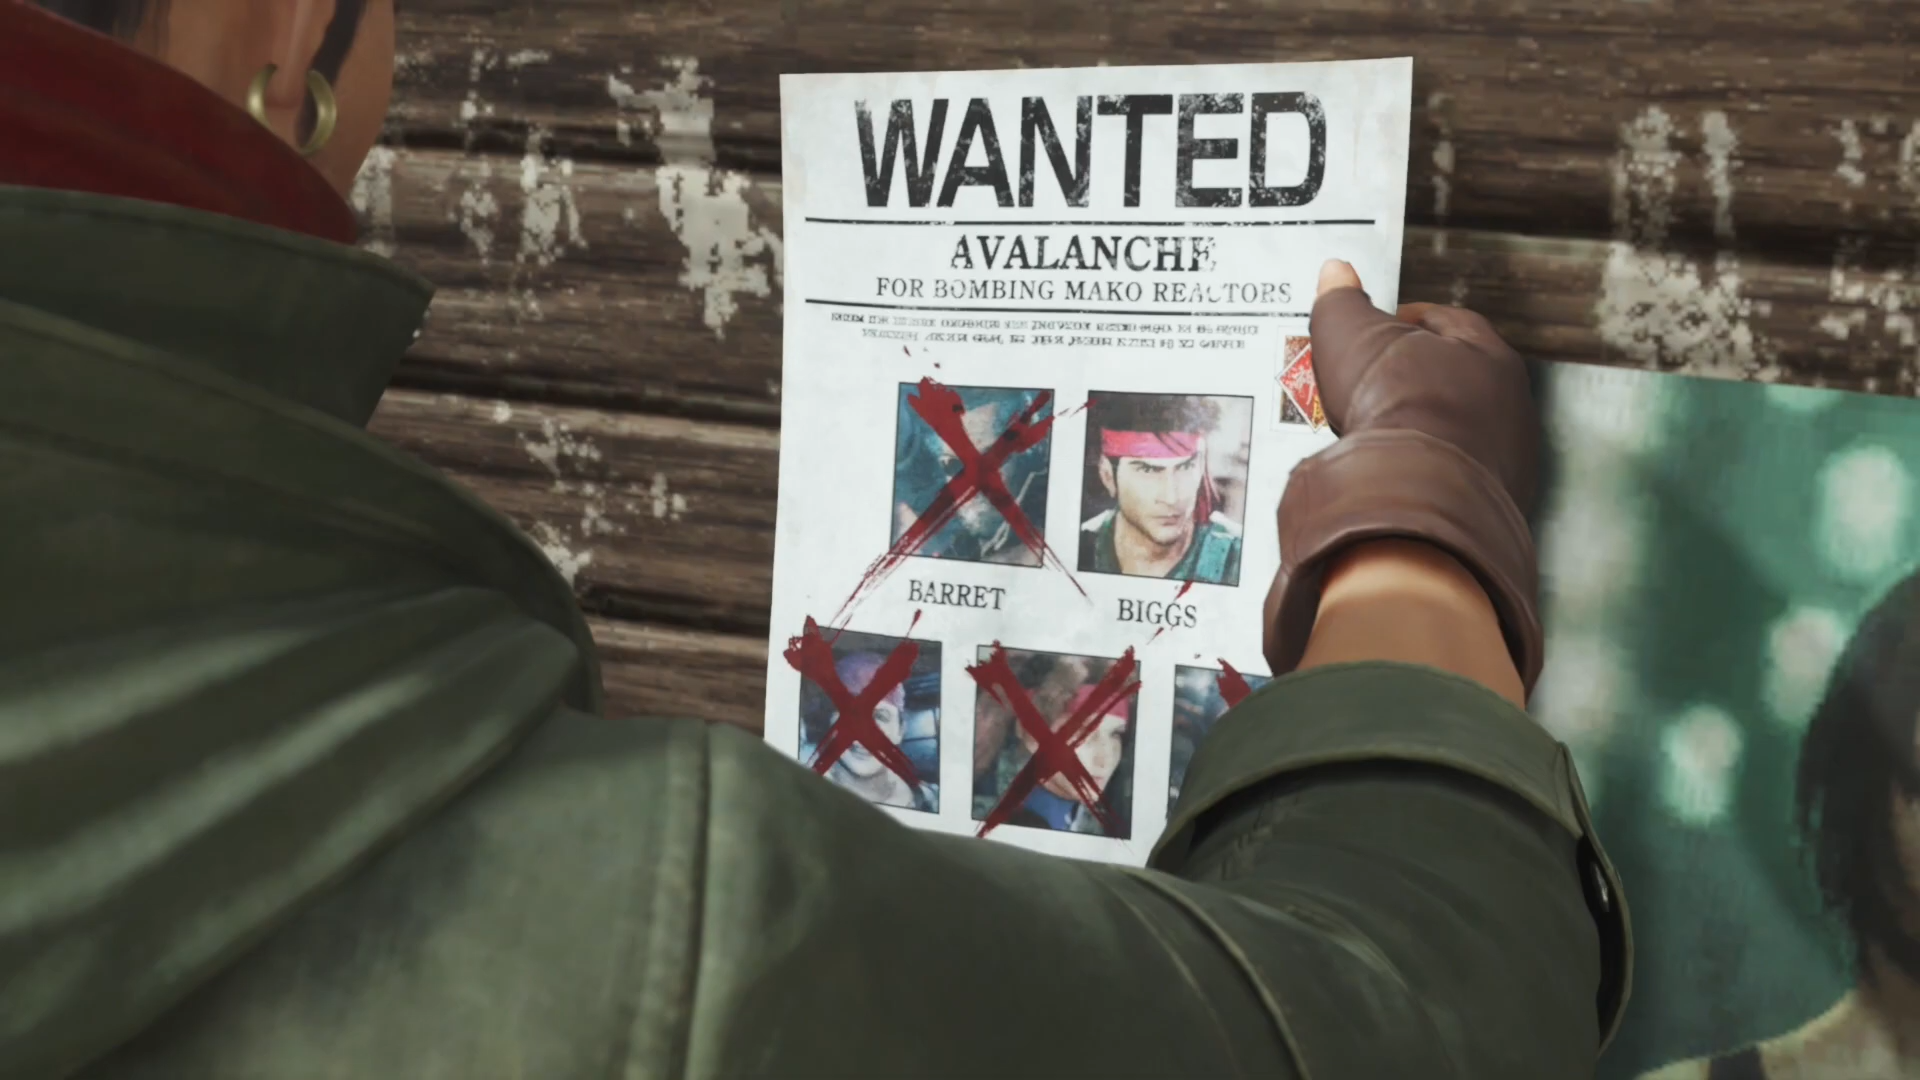 WANTED
AVALANCHE
FOR BOMBING MAKO REACTORS
BARRET
BIGGS